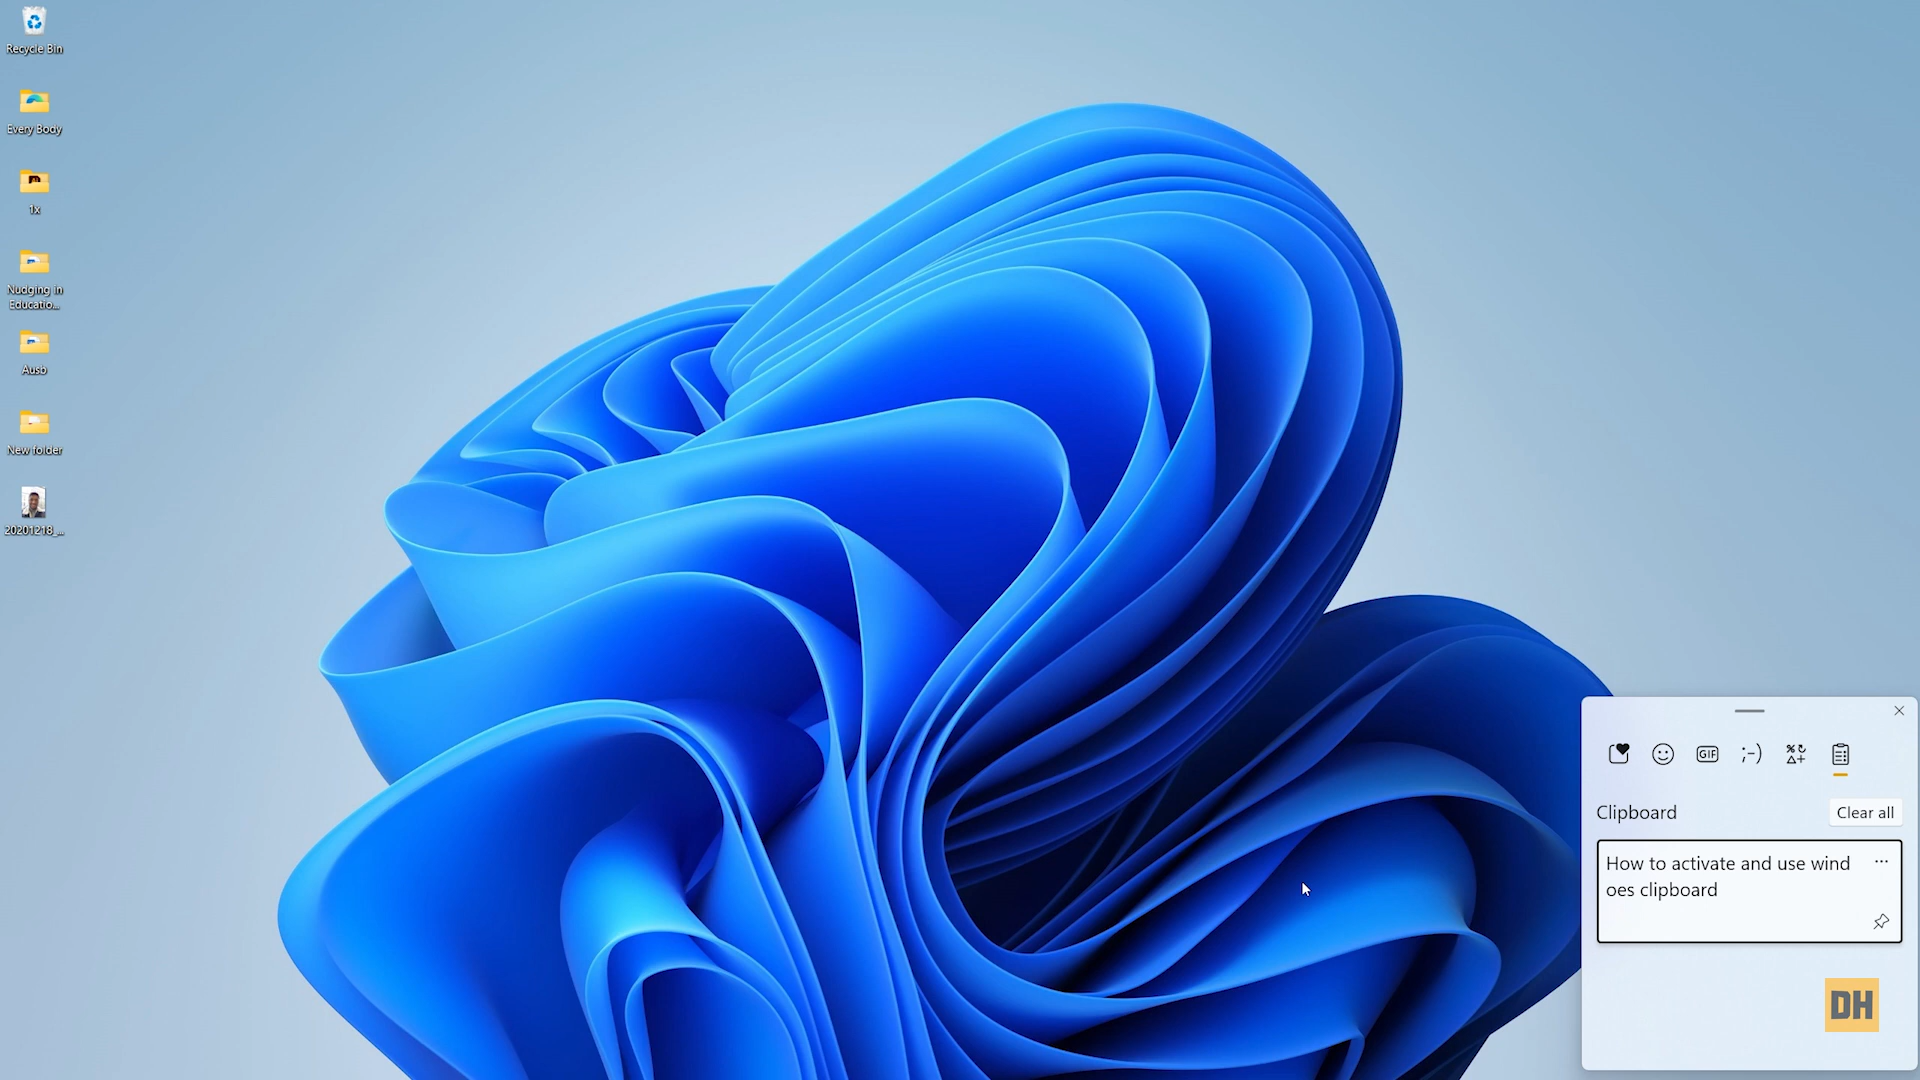 Recycle Bin
Every Body
1x
Nudging in
Educatio...
Ausb
New folder
20201218_...
GIF
;-)
Clipboard
Clear all
How to activate and use wind
oes clipboard
DH